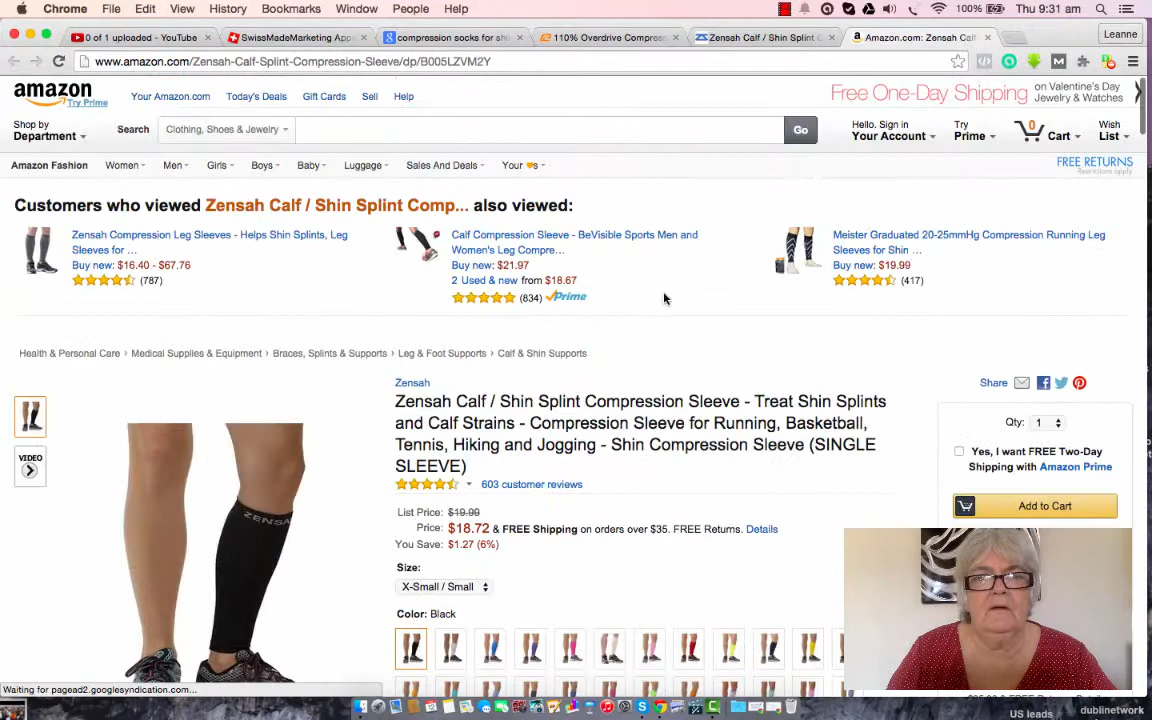 Chrome File Edit View History Bookmarks Window People Help 100% Thu 9:31 am
0 of 1 uploaded - YouTube SwissMadeMarketing App compression socks for shi 110% Overdrive Compress Zensah Calf / Shin Splint C Amazon.com: Zensah Calf Leanne
www.amazon.com/Zensah-Calf-Split-Compression-Sleeve/dp/B005LZVM2Y
amazon Try Prime Your Amazon.com Today's Deals Gift Cards Sell Help Free One-Day Shipping on Valentine's Day Jewelry & Watches
Shop by Department Search Clothing, Shoes & Jewelry Go Hello. Sign in Your Account Try Prime 0 Cart Wish List
Amazon Fashion Women Men Girls Boys Baby Luggage Sales And Deals Your FREE RETURNS
Restrictions apply
Customers who viewed Zensah Calf / Shin Splint Comp... also viewed:
Zensah Compression Leg Sleeves - Helps Shin Splints, Leg
Sleeves for ...
Buy new: $16.40 - $67.76
(787)
Calf Compression Sleeve - BeVisible Sports Men and
Women's Leg Compre...
Buy new: $21.97
2 Used & new from $18.67
(834) Prime
Meister Graduated 20-25mmHg Compression Running Leg
Sleeves for Shin ...
Buy new: $19.99
(417)
Health & Personal Care › Medical Supplies & Equipment › Braces, Splints & Supports › Leg & Foot Supports › Calf & Shin Supports
VIDEO
ZENSA
Zensah
Zensah Calf / Shin Splint Compression Sleeve - Treat Shin Splints
and Calf Strains - Compression Sleeve for Running, Basketball,
Tennis, Hiking and Jogging - Shin Compression Sleeve (SINGLE
SLEEVE)
603 customer reviews
List Price: $19.99
Price: $18.72 & FREE Shipping on orders over $35. FREE Returns. Details
You Save: $1.27 (6%)
Size:
X-Small / Small
Color: Black
Share
Qty: 1
Yes, I want FREE Two-Day
Shipping with Amazon Prime
Add to Cart
Waiting for pagead2.googlesyndication.com...
US leads
dublinetwork